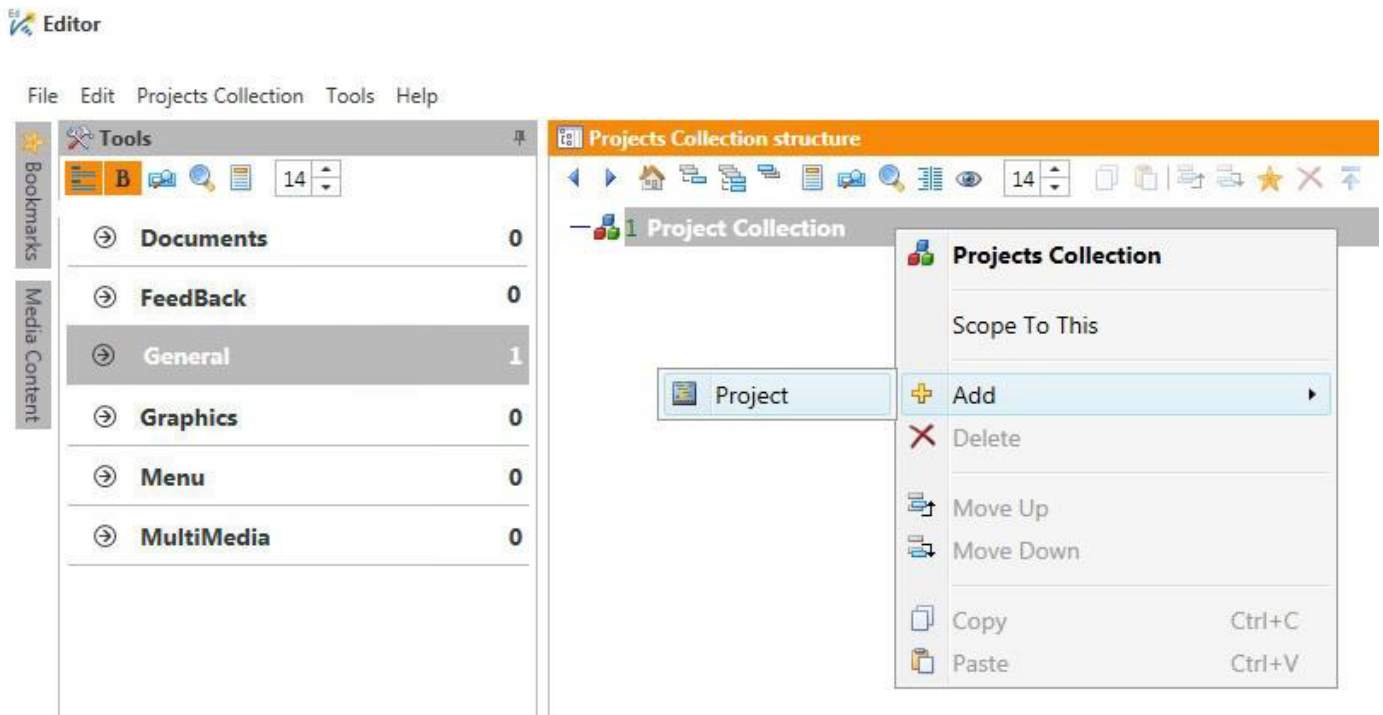 Ed
Editor
File Edit Projects Collection Tools Help
Bookmarks
Media Content
Tools
B 14
Documents 0
FeedBack 0
General 1
Graphics 0
Menu 0
MultiMedia 0
Projects Collection structure
14
1 Project Collection
Projects Collection
Scope To This
Add
Project
Delete
Move Up
Move Down
Copy Ctrl+C
Paste Ctrl+V